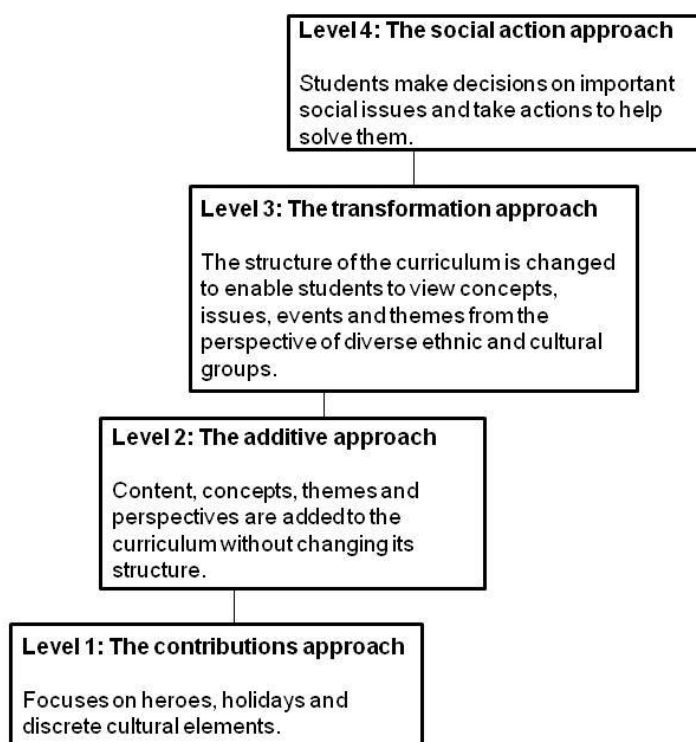 Level 4: The social action approach
Students make decisions on important
social issues and take actions to help
solve them.
Level 3: The transformation approach
The structure of the curriculum is changed
to enable students to view concepts,
issues, events and themes from the
perspective of diverse ethnic and cultural
groups.
Level 2: The additive approach
Content, concepts, themes and
perspectives are added to the
curriculum without changing its
structure.
Level 1: The contributions approach
Focuses on heroes, holidays and
discrete cultural elements.